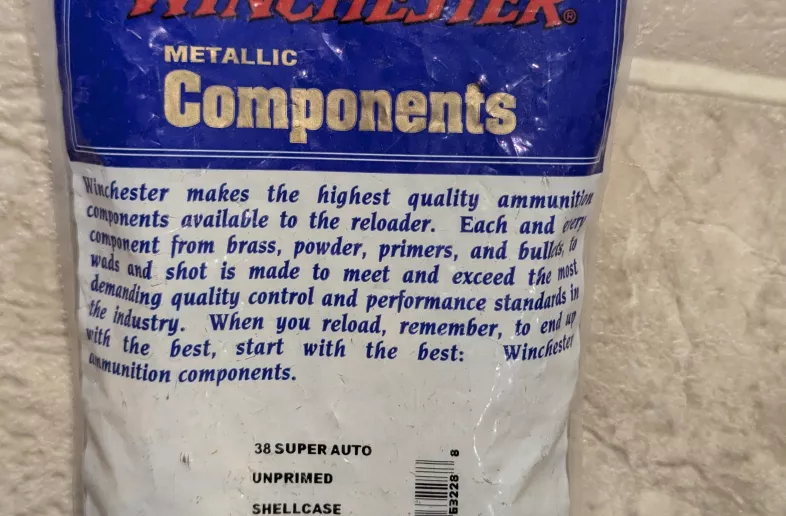 WINCHESTER®
METALLIC
Components
Winchester makes the highest quality ammunition
components available to the reloader. Each and every
component from brass, powder, primers, and bullets, to
wads and shot is made to meet and exceed the most
demanding quality control and performance standards in
the industry. When you reload, remember, to end up
with the best, start with the best: Winchester
ammunition components.
38 SUPER AUTO
UNPRIMED
SHELLCASE
53228 8